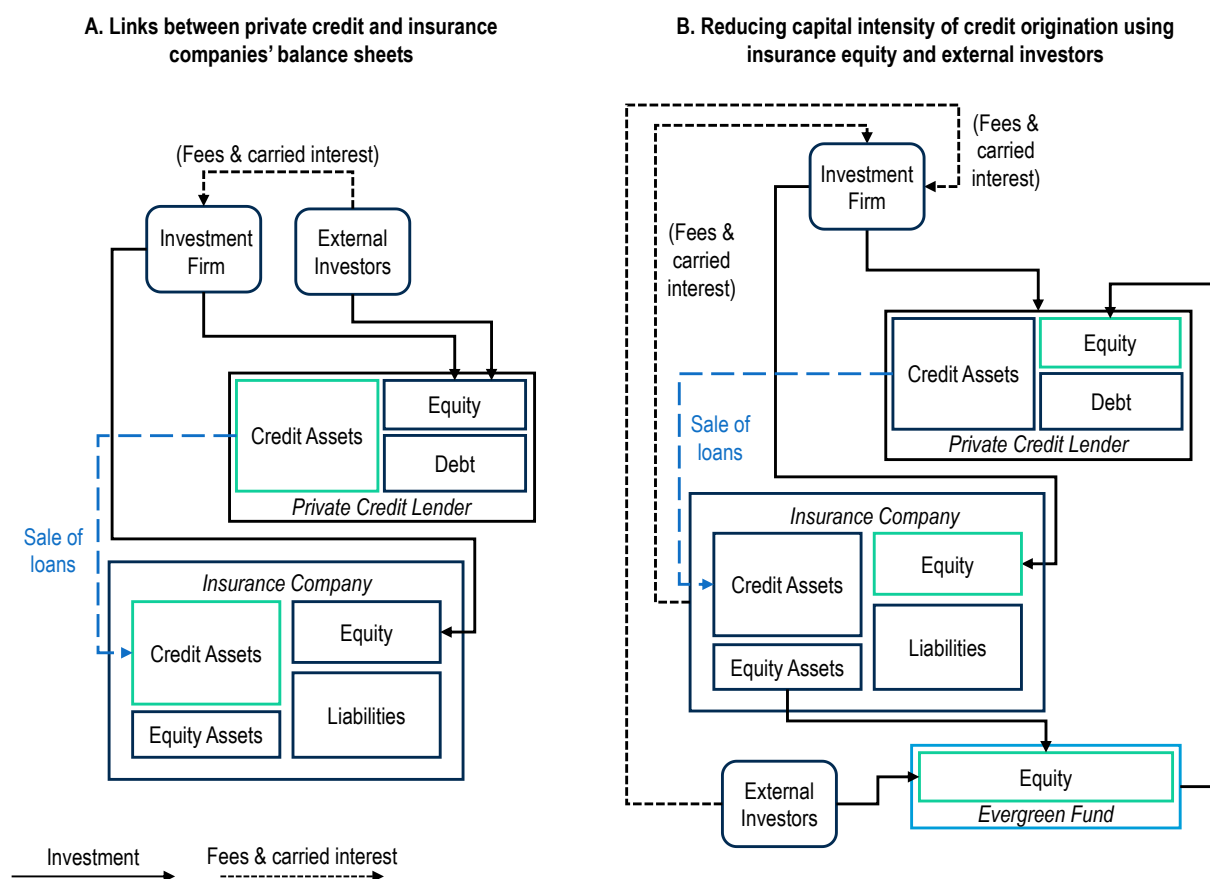 A. Links between private credit and insurance
companies’ balance sheets
(Fees & carried interest)
Investment
Firm
External
Investors
Credit Assets
Equity
Debt
Private Credit Lender
Sale of
loans
Insurance Company
Credit Assets
Equity
Equity Assets
Liabilities
Investment
Fees & carried interest
B. Reducing capital intensity of credit origination using
insurance equity and external investors
(Fees &
carried
interest)
Investment
Firm
(Fees &
carried
interest)
Credit Assets
Equity
Debt
Private Credit Lender
Sale of
loans
Insurance Company
Credit Assets
Equity
Equity Assets
Liabilities
External
Investors
Equity
Evergreen Fund